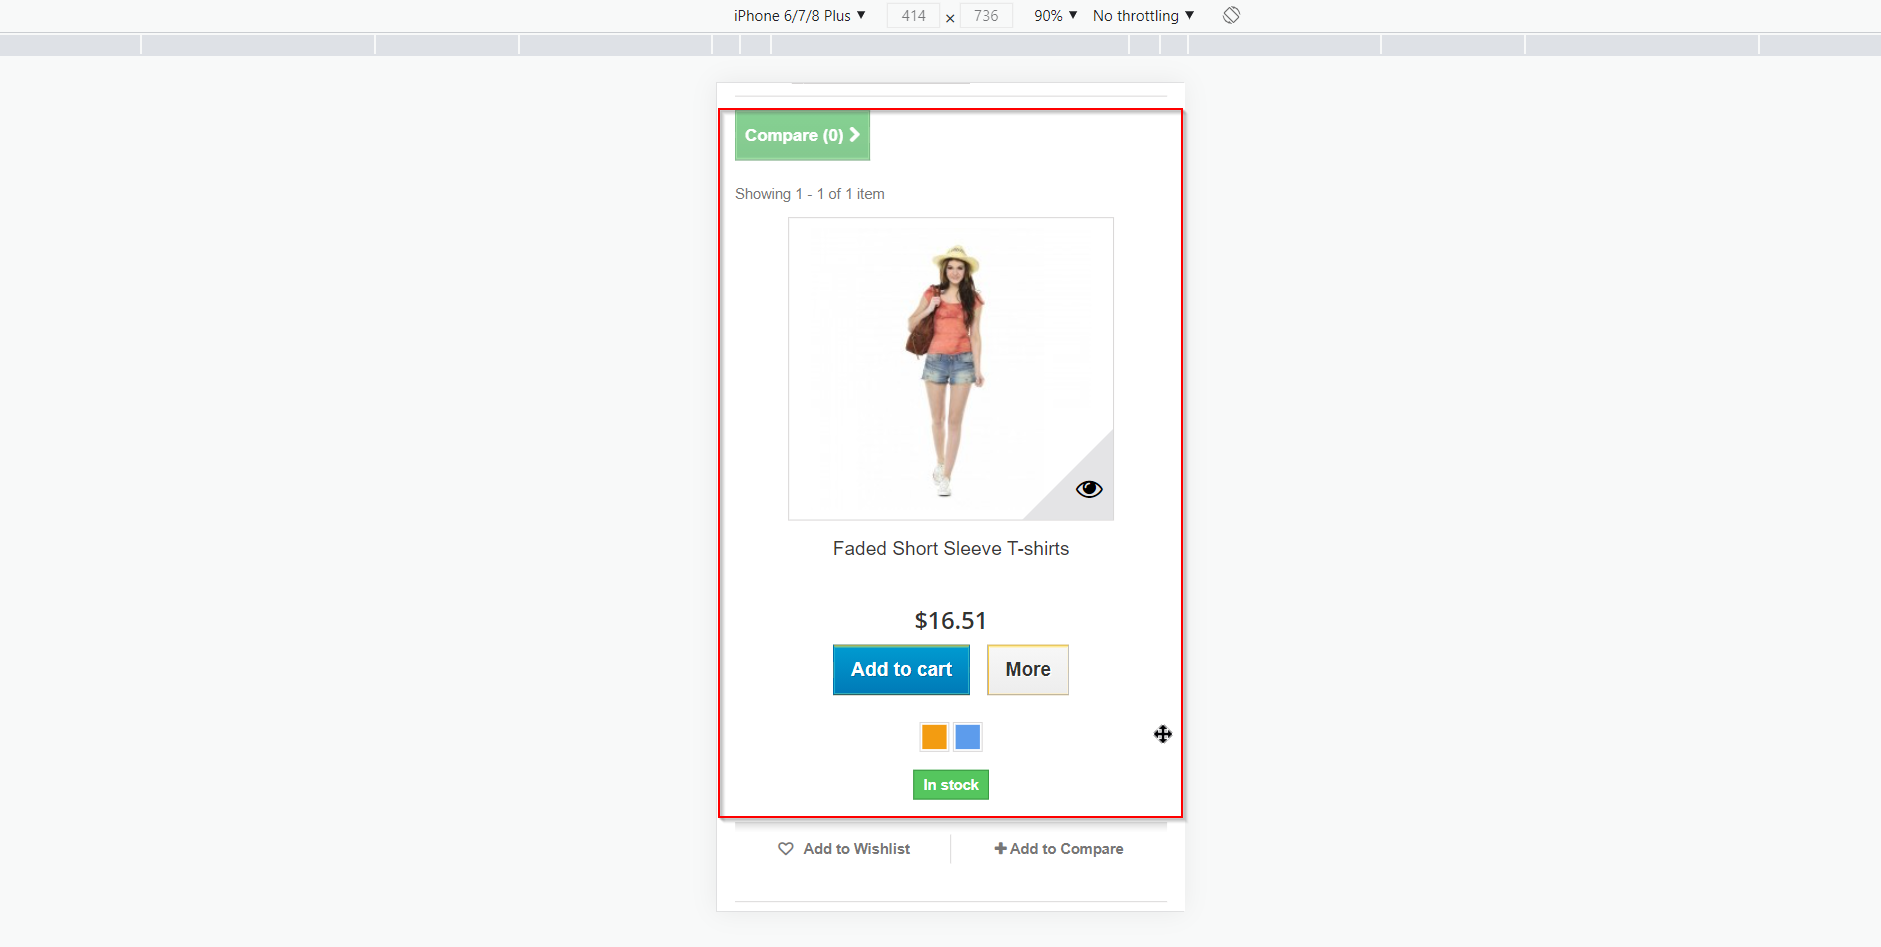 iPhone 6/7/8 Plus ▼ 414 × 736 90% ▼ No throttling ▼
Compare (0)
Showing 1 - 1 of 1 item
Faded Short Sleeve T-shirts
$16.51
Add to cart More
In stock
Add to Wishlist Add to Compare